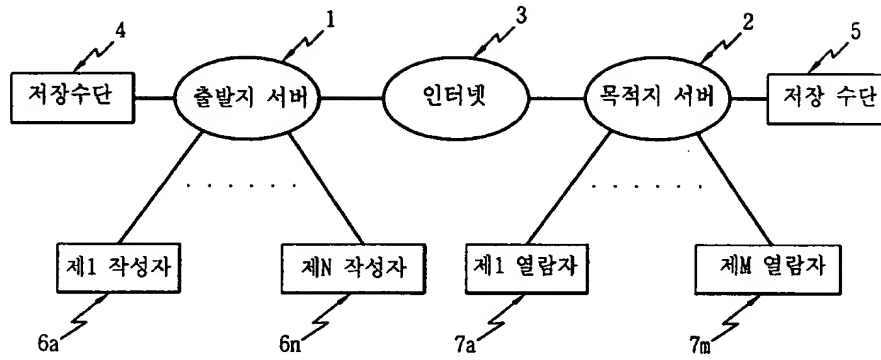 4 1 3 2 5
저장수단 출발지 서버 인터넷 목적지 서버 저장 수단
. . . . . . . . . . . .
제1 작성자 제N 작성자 제1 열람자 제M 열람자
6a 6n 7a 7m